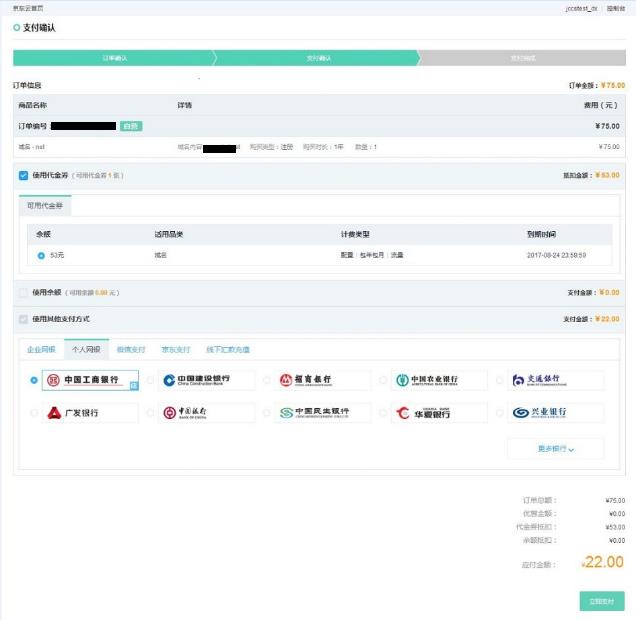 京东云首页 jccstest_dx | 控制台
支付确认
订单确认 支付确认 支付完成
订单信息 订单金额：¥75.00
商品名称 详情 费用（元）
订单编号 自营 ¥75.00
域名 - net 域名内容 et 购买类型：注册 购买时长：1年 数量：1 ¥75.00
使用代金券（可用代金券 1 张） 抵扣金额：¥53.00
可用代金券
余额 适用品类 计费类型 到期时间
53元 域名 配置 | 包年包月 | 流量 2017-08-24 23:59:59
使用余额（可用余额 0.00 元） 支付金额：¥0.00
使用其他支付方式 支付金额：¥22.00
企业网银 个人网银 微信支付 京东支付 线下汇款充值
中国工商银行 中国建设银行 招商银行 中国农业银行 交通银行
China Construction Bank AGRICULTURAL BANK OF CHINA BANK OF COMMUNICATIONS
广发银行 中国银行 中国民生银行 华夏银行 兴业银行
BANK OF CHINA
更多银行
订单总额： ¥75.00
优惠金额： ¥0.00
代金券抵扣： ¥53.00
余额抵扣： ¥0.00
应付金额： ¥22.00
立即支付